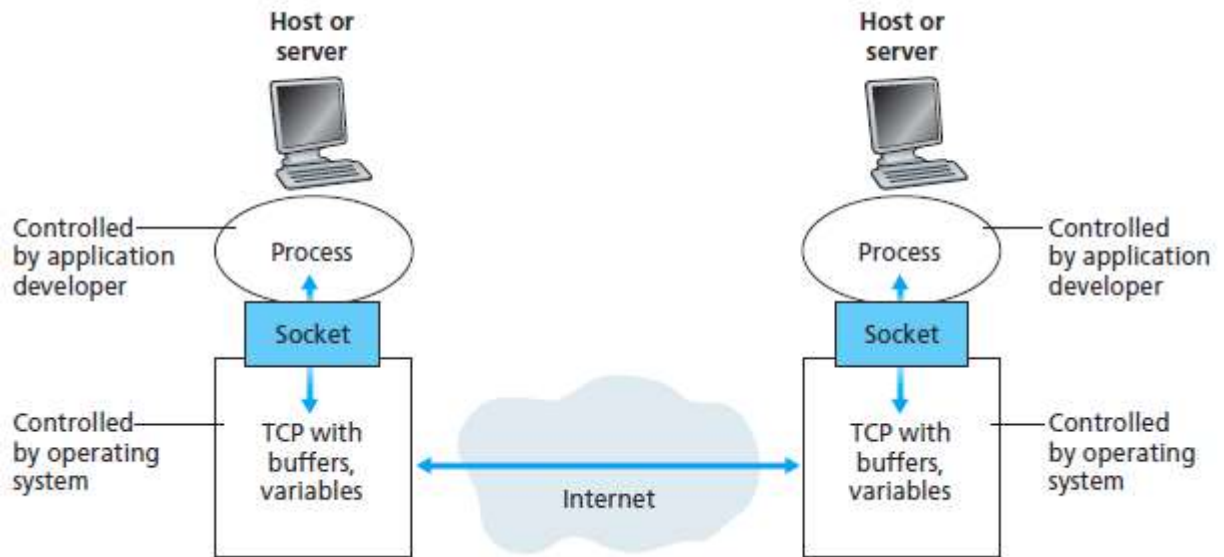 Host or
server
Host or
server
Controlled
by application
developer
Process
Process
Controlled
by application
developer
Socket
Socket
Controlled
by operating
system
TCP with
buffers,
variables
Internet
TCP with
buffers,
variables
Controlled
by operating
system